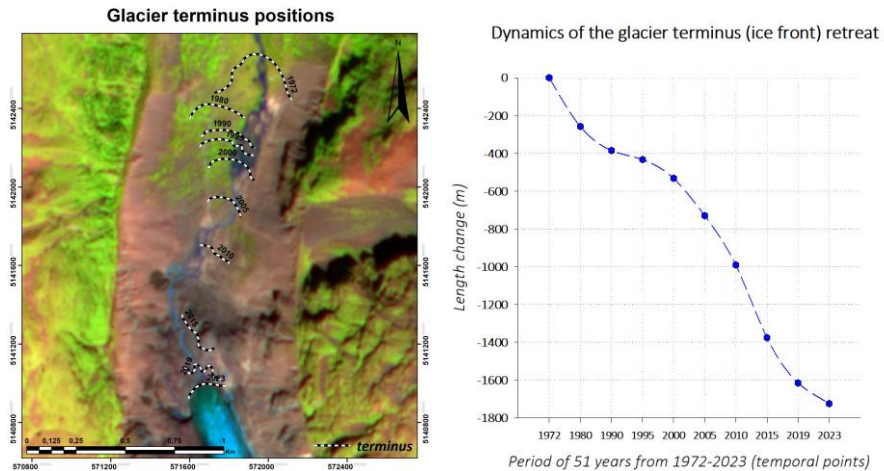 Glacier terminus positions
N
1972
1980
1990
2000
2005
2010
2015
2019
2023
5142400
5142000
5141600
5141200
5140800
0 0,125 0,25 0,5 0,75 1
Km
terminus
570800 571200 571600 572000 572400
Dynamics of the glacier terminus (ice front) retreat
Length change (m)
0
-200
-400
-600
-800
-1000
-1200
-1400
-1600
-1800
1972 1980 1990 1995 2000 2005 2010 2015 2019 2023
Period of 51 years from 1972-2023 (temporal points)